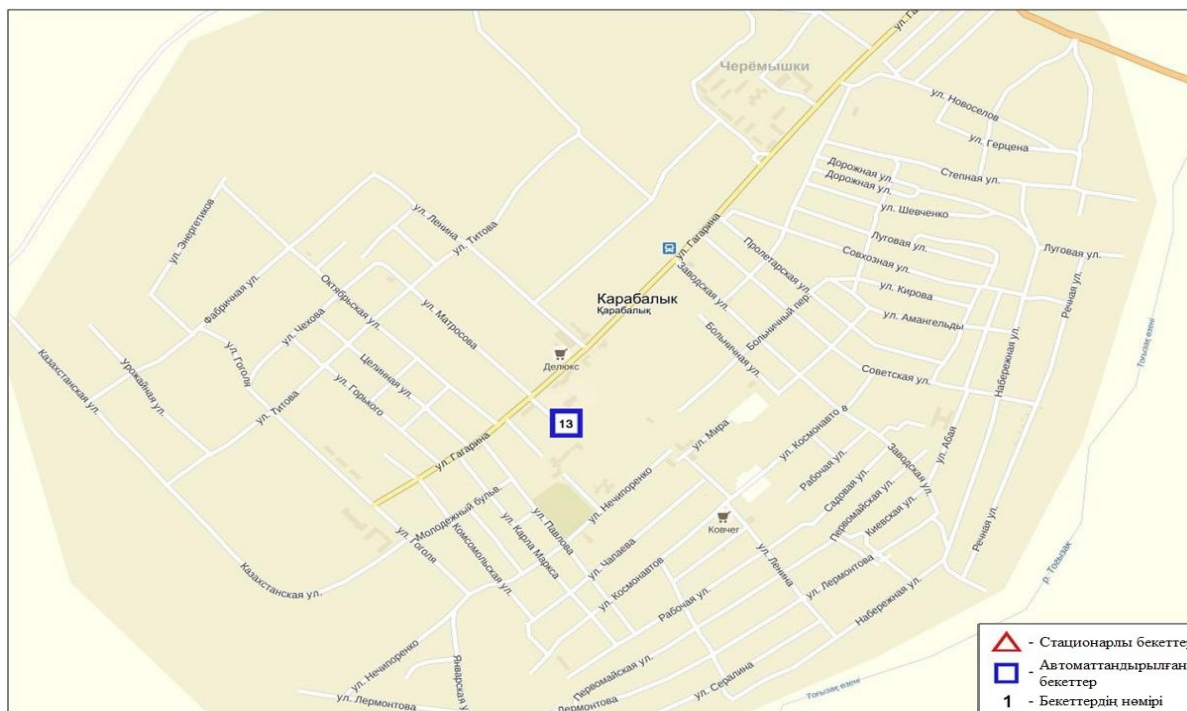 ул. Га
Черёмышки
ул. Новоселов
ул. Герцена
Степная ул.
Дорожная ул.
Дорожная ул.
ул. Шевченко
ул. Энергетиков
ул. Ленина
ул. Титова
ул. Гагарина
Луговая ул.
Луговая ул.
Пролетарская ул.
Совхозная ул.
Заводская ул.
ул. Кирова
Речная ул.
Октябрьская ул.
Фабричная ул.
Карабалык
Қарабалық
Больничный пер.
ул. Амангельды
ул. Матросова
ул. Чехова
Больничная ул.
Набережная ул.
Тоғызақ өзені
Казахстанская ул.
Урожайная ул.
ул. Гоголя
Целинная ул.
Делюкс
Советская ул.
ул. Горького
ул. Титова
13
ул. Мира
ул. Космонавто в
ул. Абая
ул. Гагарина
Заводская ул.
Рабочая ул.
Садовая ул.
Молодежный бульв.
ул. Нечипоренко
Первомайская ул.
Киевская ул.
Ковчег
ул. Павлова
ул. Карла Маркса
Комсомольская ул.
ул. Гоголя
ул. Чапаева
ул. Космонавтов
ул. Ленина
Речная ул.
р. Тогызак
Казахстанская ул.
Рабочая ул.
ул. Лермонтова
Набережная ул.
ул. Нечипоренко
Январская ул.
Первомайская ул.
ул. Сералина
ул. Лермонтова
Тоғызақ өзені
- Стационарлы бекеттер
- Автоматтандырылған
бекеттер
1 - Бекеттердің нөмірі